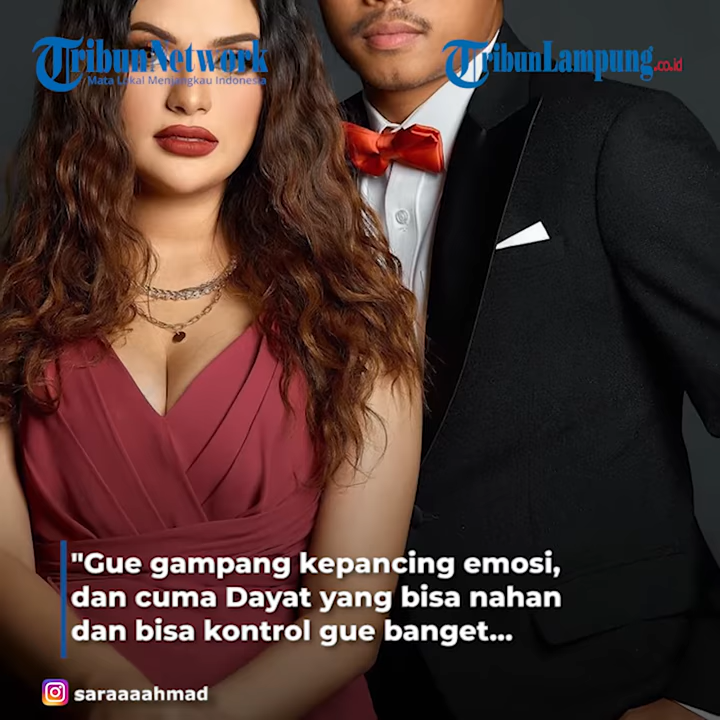 TribunNetwork
Mata Lokal Menjangkau Indonesia
TribunLampung.co.id
"Gue gampang kepancing emosi,
dan cuma Dayat yang bisa nahan
dan bisa kontrol gue banget...
saraaaahmad